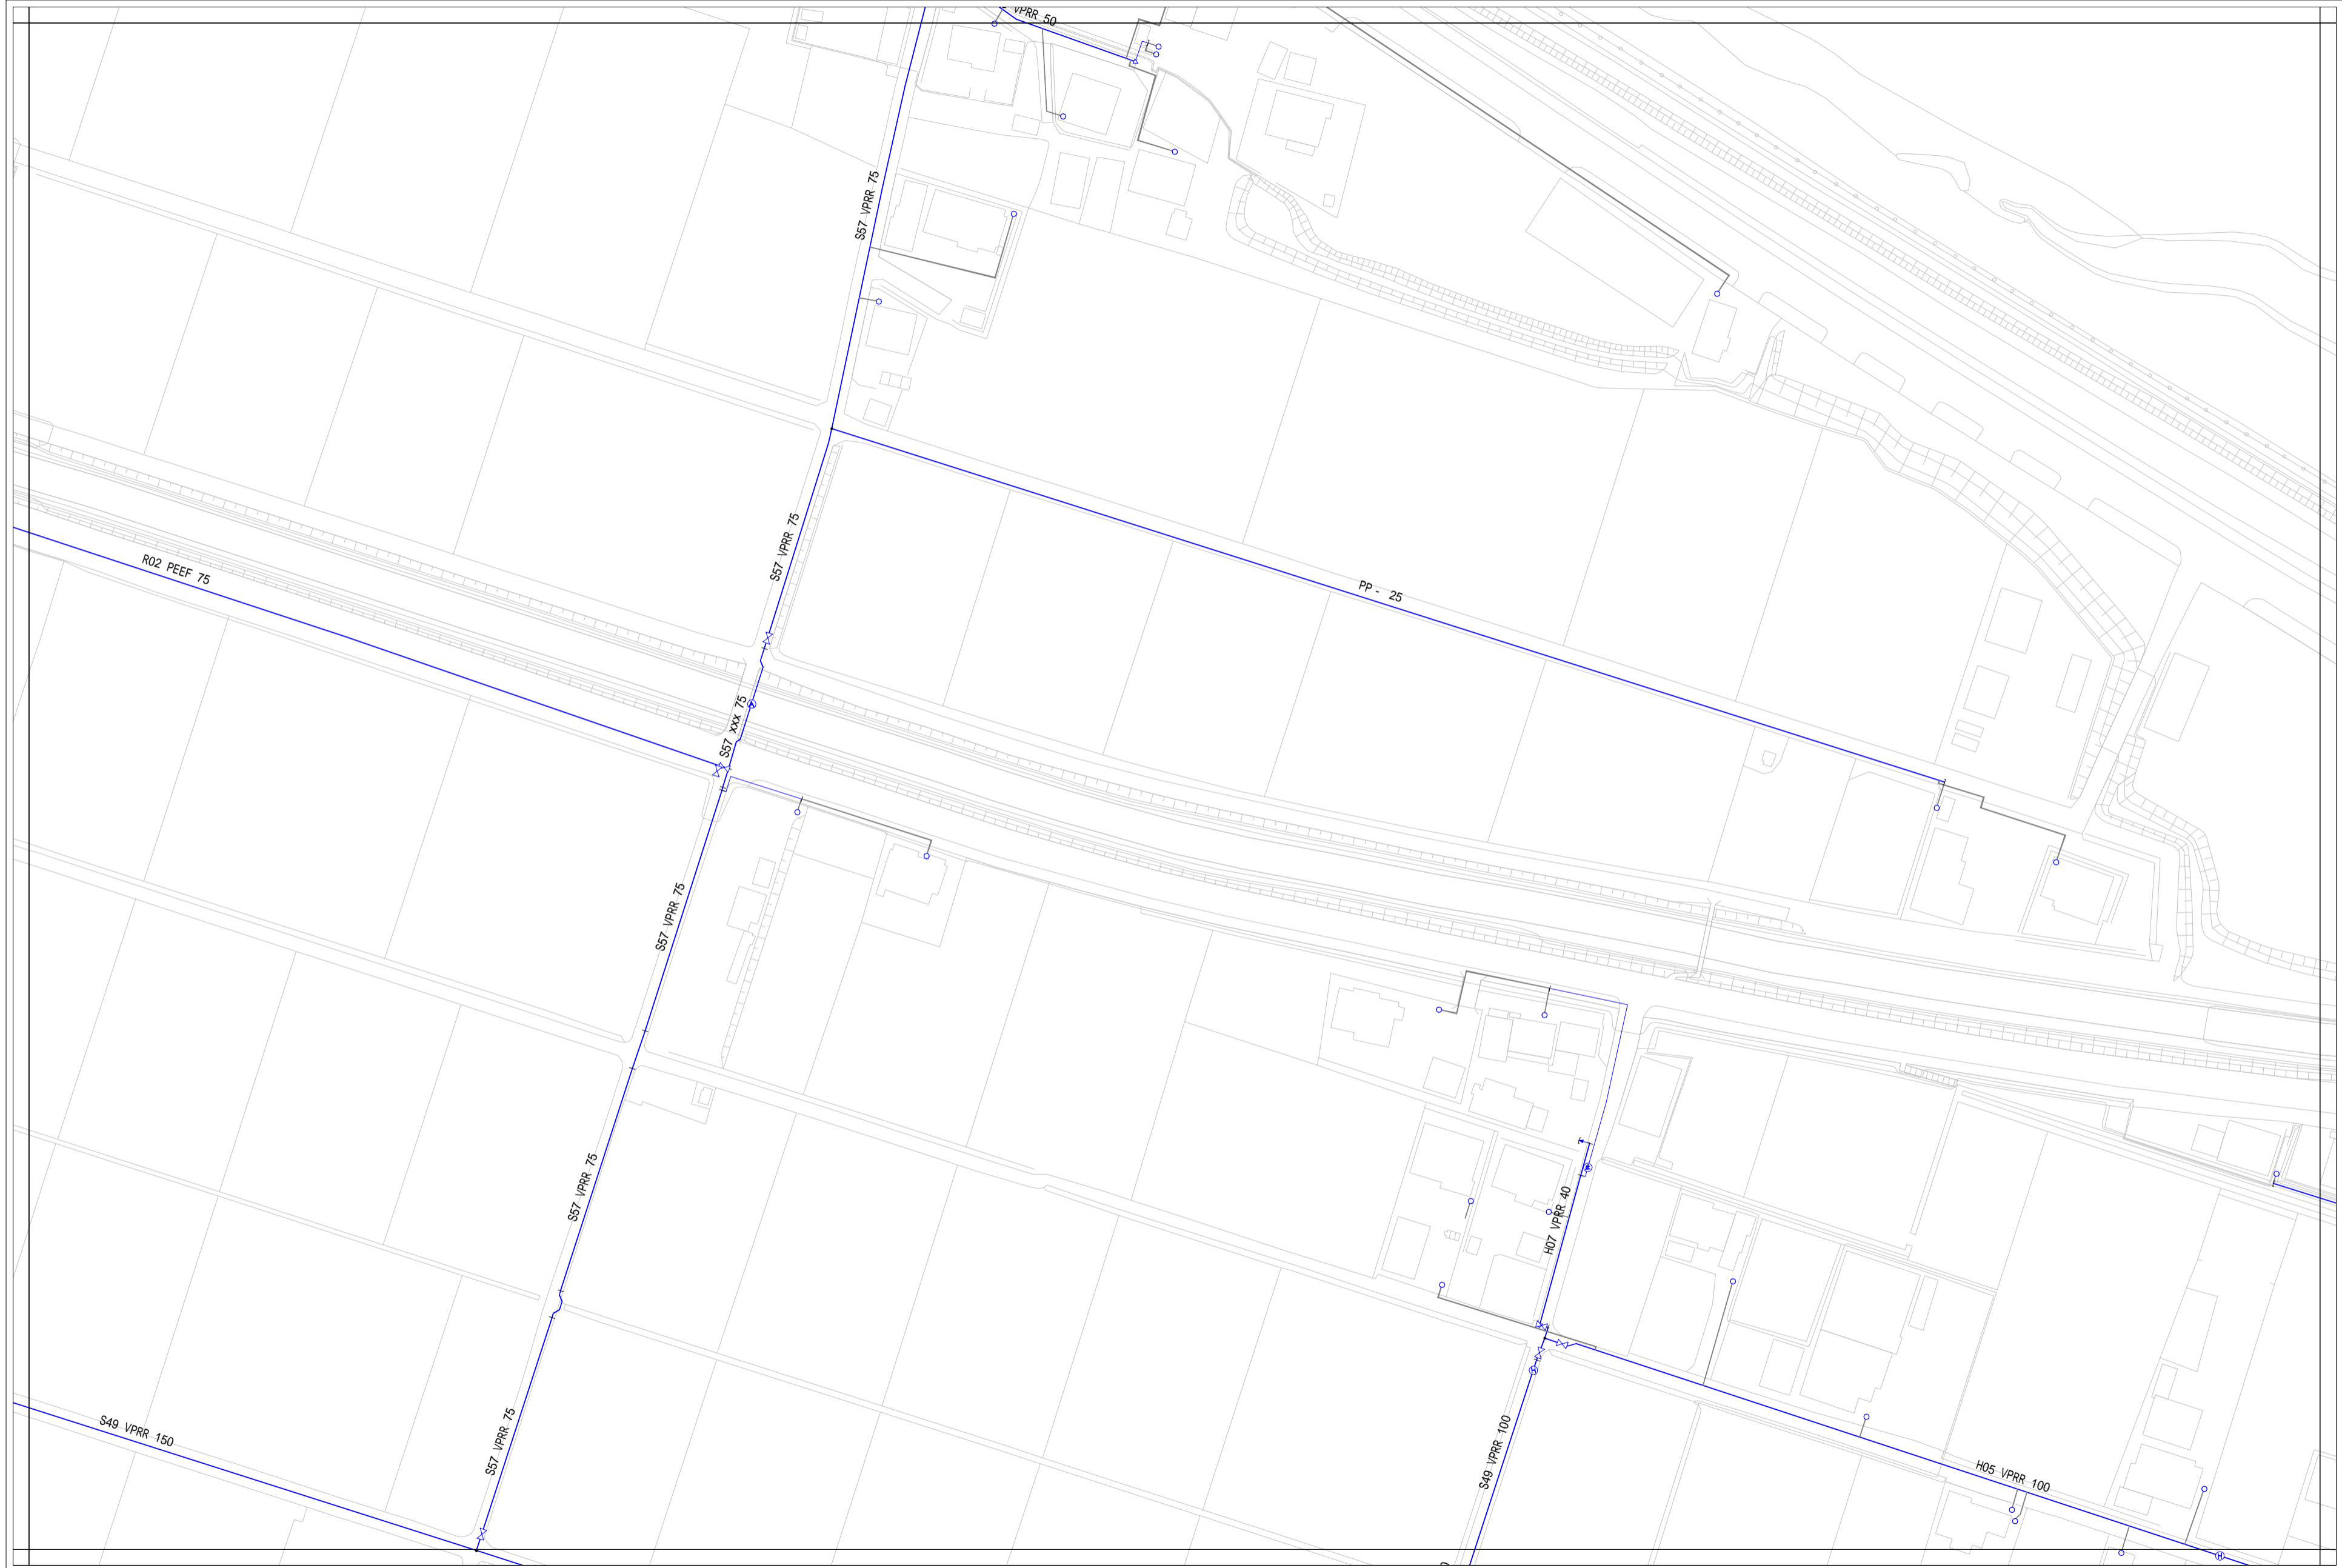 VPRR 50
S57 VPRR 75
S57 VPRR 75
R02 PEEF 75
PP - 25
S57 xxx 75
S57 VPRR 75
S57 VPRR 75
H07 VPRR 40
S49 VPRR 150
S57 VPRR 75
S49 VPRR 100
H05 VPRR 100
H
H